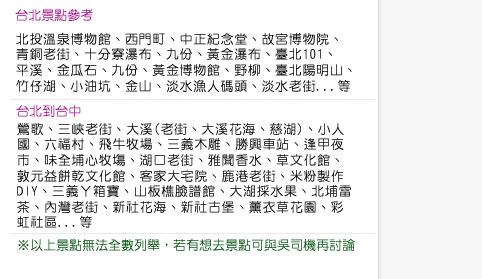 台北景點參考
北投溫泉博物館、西門町、中正紀念堂、故宮博物院、
青銅老街、十分寮瀑布、九份、黃金瀑布、臺北101、
平溪、金瓜石、九份、黃金博物館、野柳、臺北陽明山、
竹仔湖、小油坑、金山、淡水漁人碼頭、淡水老街...等
台北到台中
鶯歌、三峽老街、大溪(老街、大溪花海、慈湖)、小人
國、六福村、飛牛牧場、三義木雕、勝興車站、逢甲夜
市、味全埔心牧場、湖口老街、雅聞香水、草文化館、
敦元益餅乾文化館、客家大宅院、鹿港老街、米粉製作
DIY、三義ㄚ箱寶、山板樵臉譜館、大湖採水果、北埔雷
茶、內灣老街、新社花海、新社古堡、薰衣草花園、彩
虹社區...等
※以上景點無法全數列舉，若有想去景點可與吳司機再討論